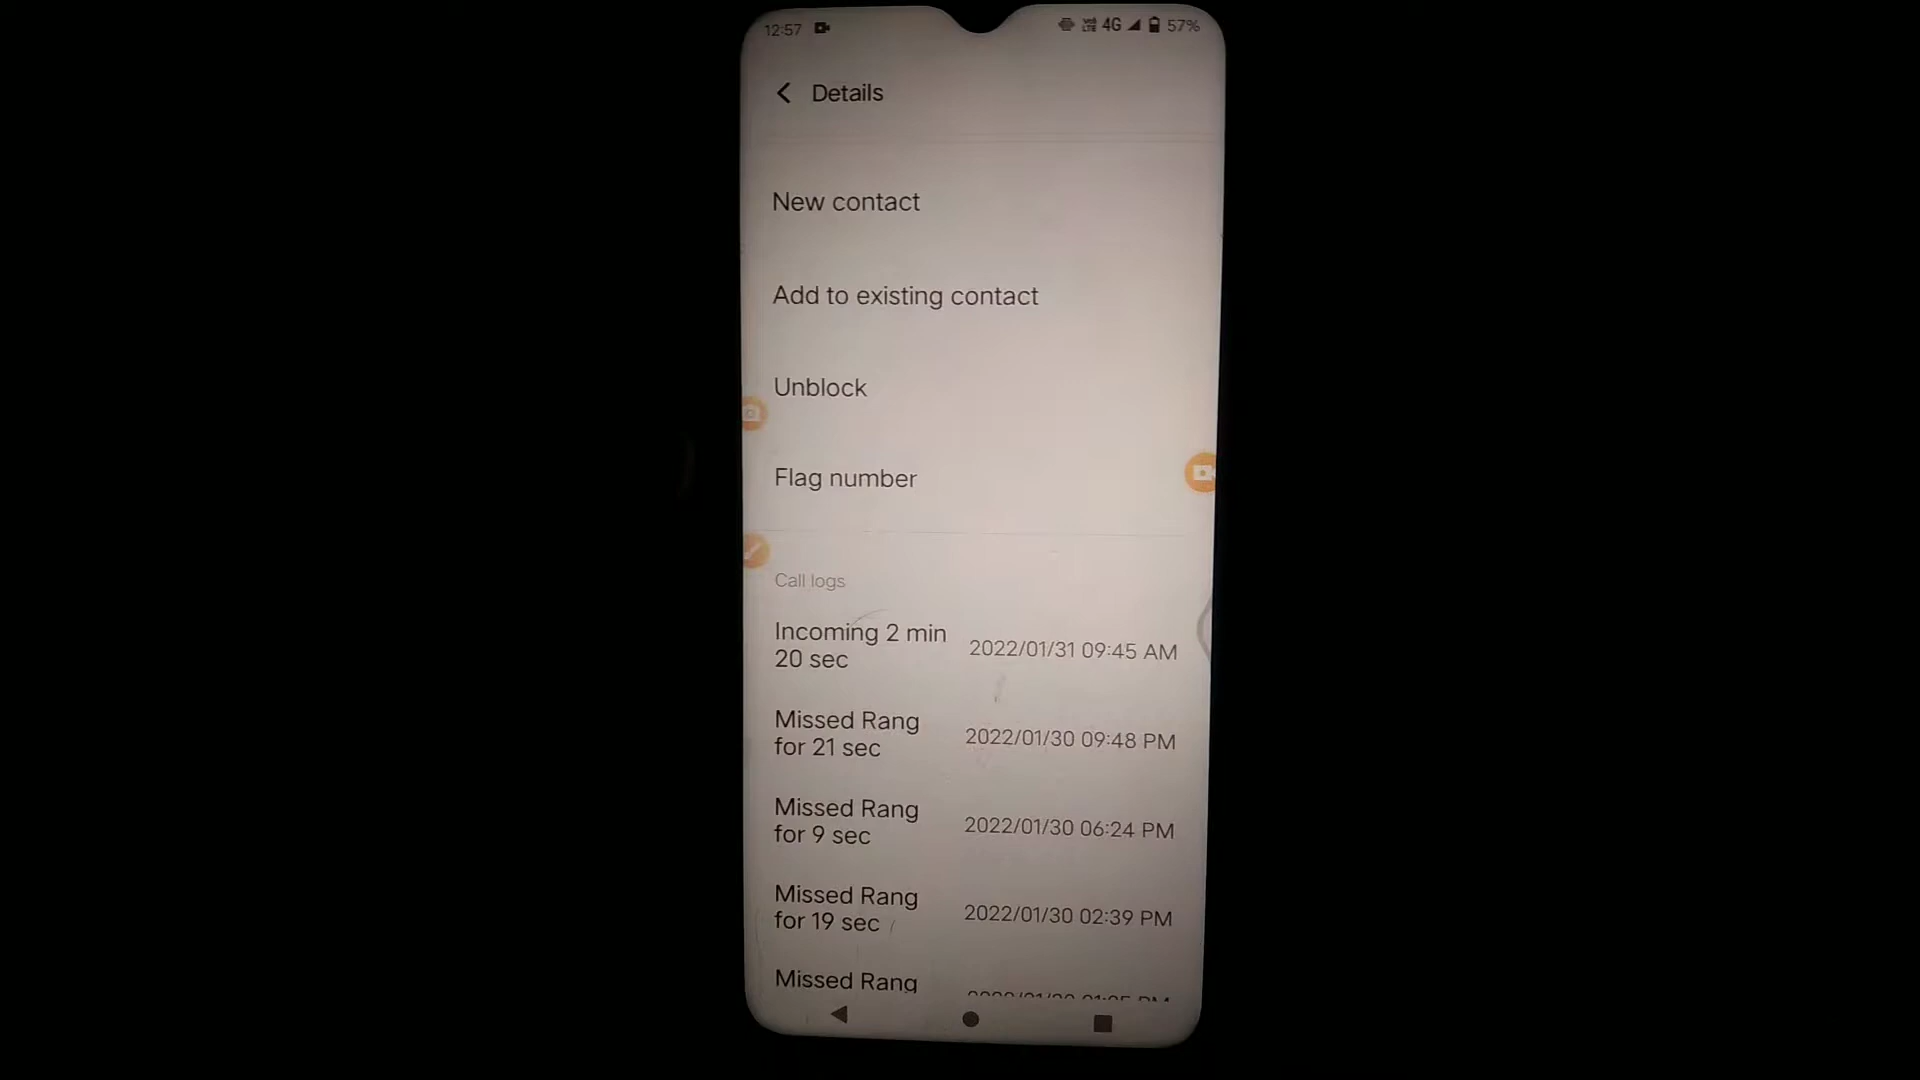 12:57
4G 57%
Details
New contact
Add to existing contact
Unblock
Flag number
Call logs
Incoming 2 min
20 sec
2022/01/31 09:45 AM
Missed Rang
for 21 sec
2022/01/30 09:48 PM
Missed Rang
for 9 sec
2022/01/30 06:24 PM
Missed Rang
for 19 sec
2022/01/30 02:39 PM
Missed Rang